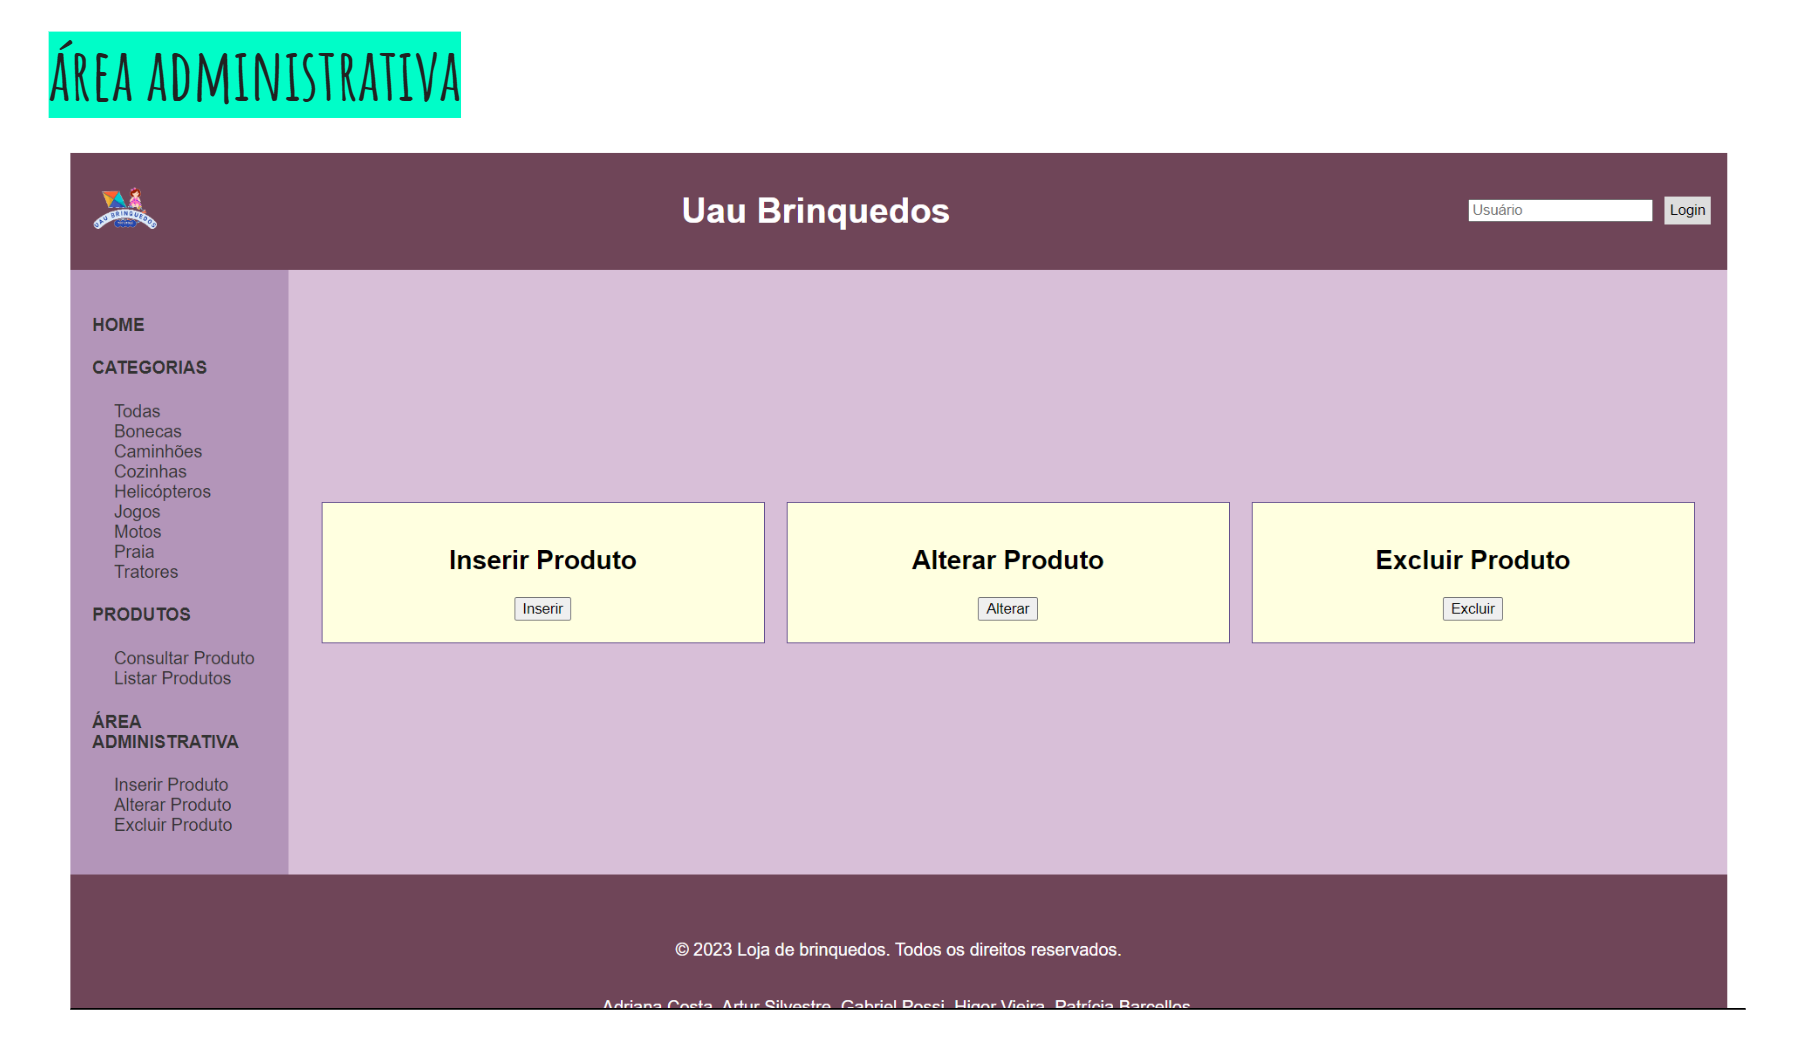 ÁREA ADMINISTRATIVA
UAU BRINQUEDOS
Uau Brinquedos
Usuário
Login
HOME
CATEGORIAS
Todas
Bonecas
Caminhões
Cozinhas
Helicópteros
Jogos
Motos
Praia
Tratores
PRODUTOS
Consultar Produto
Listar Produtos
ÁREA
ADMINISTRATIVA
Inserir Produto
Alterar Produto
Excluir Produto
Inserir Produto
Inserir
Alterar Produto
Alterar
Excluir Produto
Excluir
© 2023 Loja de brinquedos. Todos os direitos reservados.
Adriana Costa, Artur Silvestre, Gabriel Rossi, Higor Vieira, Patrícia Barcellos